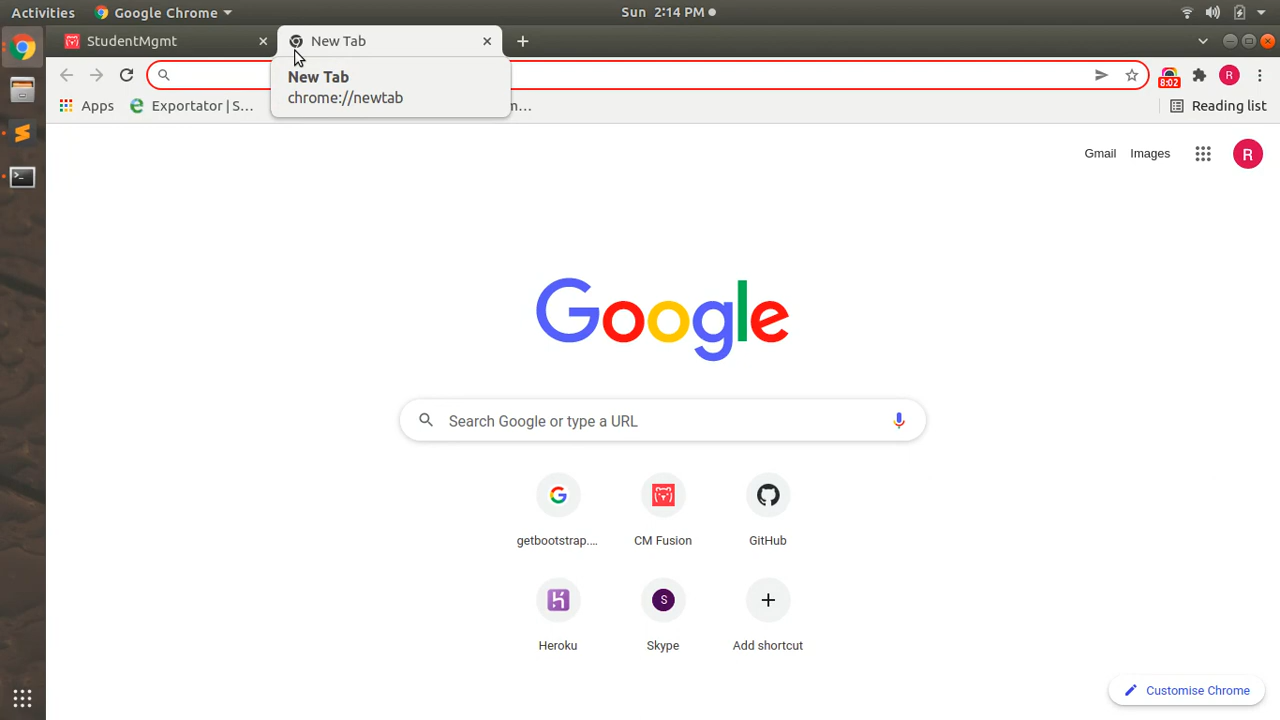 Activities
Google Chrome
Sun 2:14 PM
StudentMgmt
New Tab
New Tab
chrome://newtab
8:02
R
Apps
Exportator | S...
m...
Reading list
Gmail
Images
R
Google
Search Google or type a URL
getbootstrap....
CM Fusion
GitHub
Heroku
S
Skype
Add shortcut
Customise Chrome